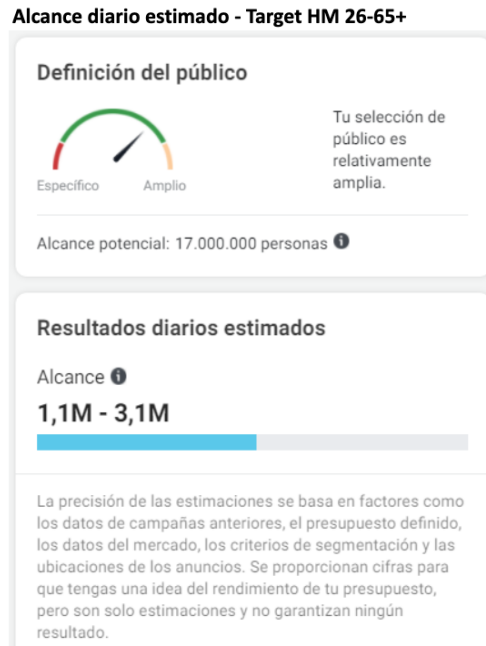 Alcance diario estimado - Target HM 26-65+
Definición del público
Tu selección de
público es
relativamente
amplia.
Específico
Amplio
Alcance potencial: 17.000.000 personas
Resultados diarios estimados
Alcance
1,1M - 3,1M
La precisión de las estimaciones se basa en factores como
los datos de campañas anteriores, el presupuesto definido,
los datos del mercado, los criterios de segmentación y las
ubicaciones de los anuncios. Se proporcionan cifras para
que tengas una idea del rendimiento de tu presupuesto,
pero son solo estimaciones y no garantizan ningún
resultado.